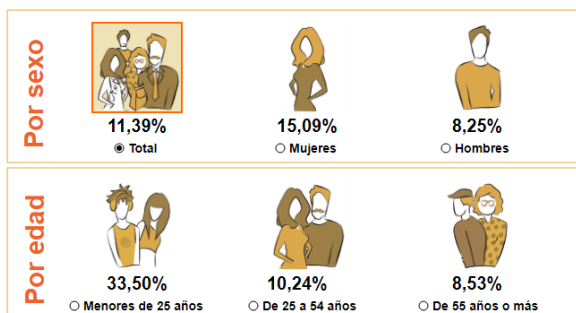 Por sexo
11,39%
15,09%
8,25%
Total
Mujeres
Hombres
Por edad
33,50%
10,24%
8,53%
Menores de 25 años
De 25 a 54 años
De 55 años o más